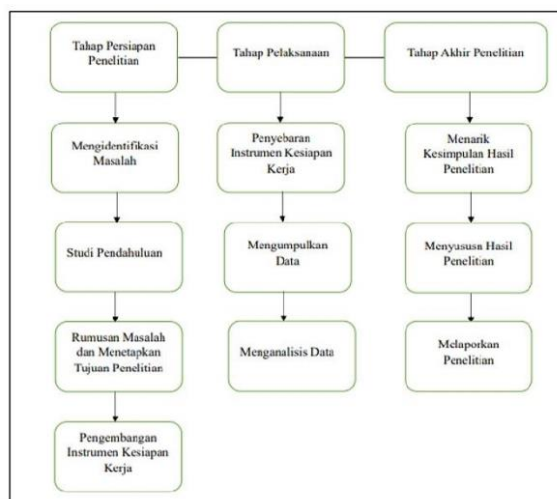 Tahap Persiapan
Penelitian
Tahap Pelaksanaan
Tahap Akhir Penelitian
Mengidentifikasi
Masalah
Penyebaran
Instrumen Kesiapan
Kerja
Menarik
Kesimpulan Hasil
Penelitian
Studi Pendahuluan
Mengumpulkan
Data
Menyusun Hasil
Penelitian
Rumusan Masalah
dan Menetapkan
Tujuan Penelitian
Menganalisis Data
Melaporkan
Penelitian
Pengembangan
Instrumen Kesiapan
Kerja